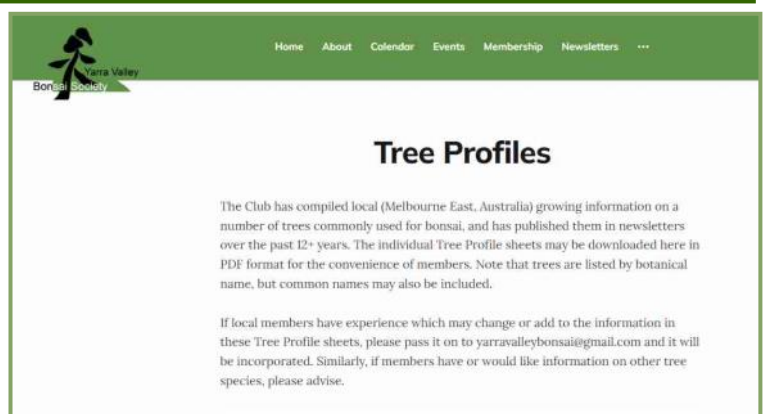 Yarra Valley
Bonsai Society
Home About Calendar Events Membership Newsletters ...
Tree Profiles
The Club has compiled local (Melbourne East, Australia) growing information on a
number of trees commonly used for bonsai, and has published them in newsletters
over the past 12+ years. The individual Tree Profile sheets may be downloaded here in
PDF format for the convenience of members. Note that trees are listed by botanical
name, but common names may also be included.
If local members have experience which may change or add to the information in
these Tree Profile sheets, please pass it on to yarravalleybonsai@gmail.com and it will
be incorporated. Similarly, if members have or would like information on other tree
species, please advise.